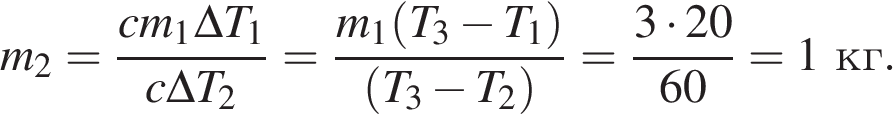 m₂ = cm₁ΔT₁ / cΔT₂ = m₁(T₃ − T₁) / (T₃ − T₂) = 3 · 20 / 60 = 1 кг.